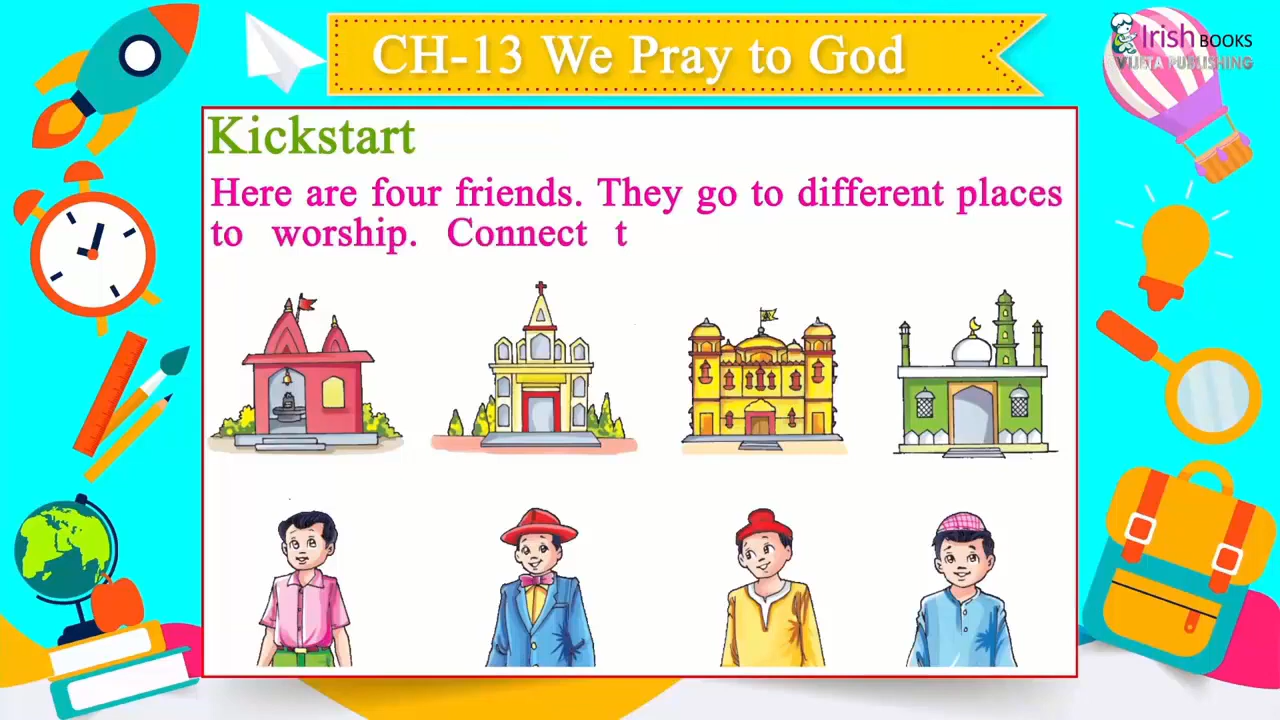 CH-13 We Pray to God
Irish BOOKS
Kickstart
Here are four friends. They go to different places
to worship. Connect t